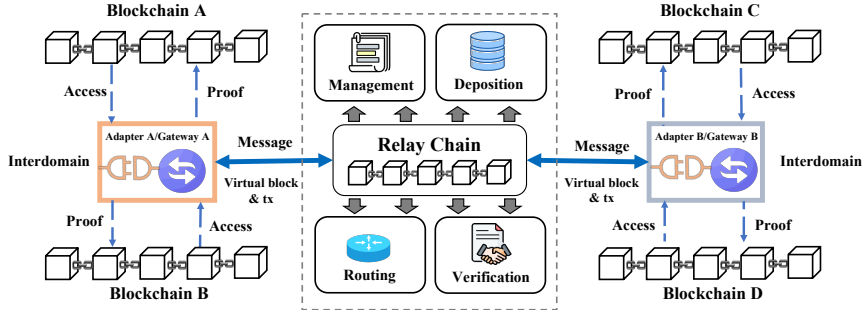 Blockchain A
Access
Proof
Adapter A/Gateway A
Interdomain
Proof
Access
Blockchain B
Message
Virtual block
& tx
Management
Deposition
Relay Chain
Routing
Verification
Message
Virtual block
& tx
Blockchain C
Proof
Access
Adapter B/Gateway B
Interdomain
Access
Proof
Blockchain D